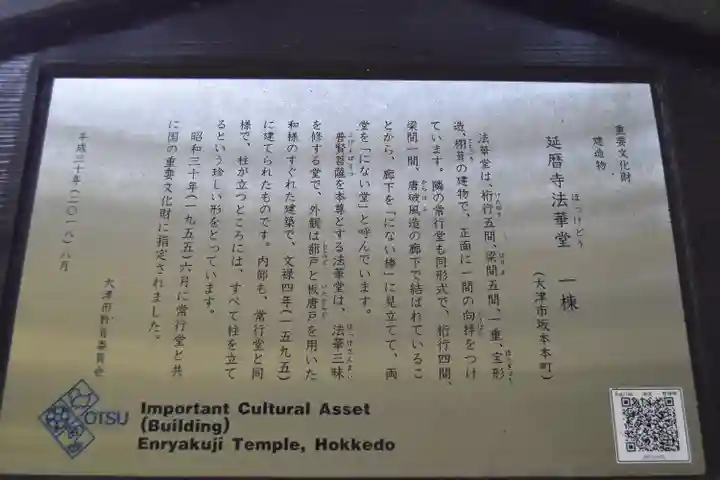 重要文化財
建造物
延暦寺法華堂 一棟
ほっけどう
(大津市坂本本町)
法華堂は、桁行五間、梁間五間、一重、宝形
造、栩葺の建物で、正面に一間の向拝をつけ
ています。隣の常行堂も同形式で、桁行四間、
梁間一間、唐破風造の廊下で結ばれているこ
とから、廊下を「にない棒」に見立てて、両
堂を「にない堂」と呼んでいます。
普賢菩薩を本尊とする法華堂は、法華三昧
を修する堂で、外観は蔀戸と板唐戸を用いた
和様のすぐれた建築で、文禄四年(一五九五)
に建てられたものです。内部も、常行堂と同
様で、柱が立つところには、すべて柱を立て
るという珍しい形をとっています。
昭和三十年(一九五五)六月に常行堂と共
に国の重要文化財に指定されました。
平成三十年(二〇一八)八月
大津市教育委員会
OTSU
Important Cultural Asset
(Building)
Enryakuji Temple, Hokkedo